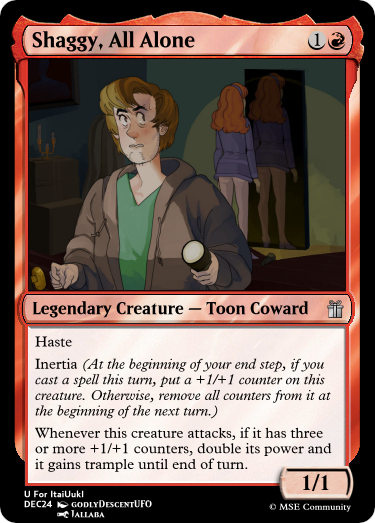 Shaggy, All Alone 1
Legendary Creature — Toon Coward
Haste
Inertia (At the beginning of your end step, if you
cast a spell this turn, put a +1/+1 counter on this
creature. Otherwise, remove all counters from it at
the beginning of the next turn.)
Whenever this creature attacks, if it has three
or more +1/+1 counters, double its power and
it gains trample until end of turn.
1/1
U For ItaiUukI
DEC24 GODLYDESCENTUFO
JALLABA
© MSE Community